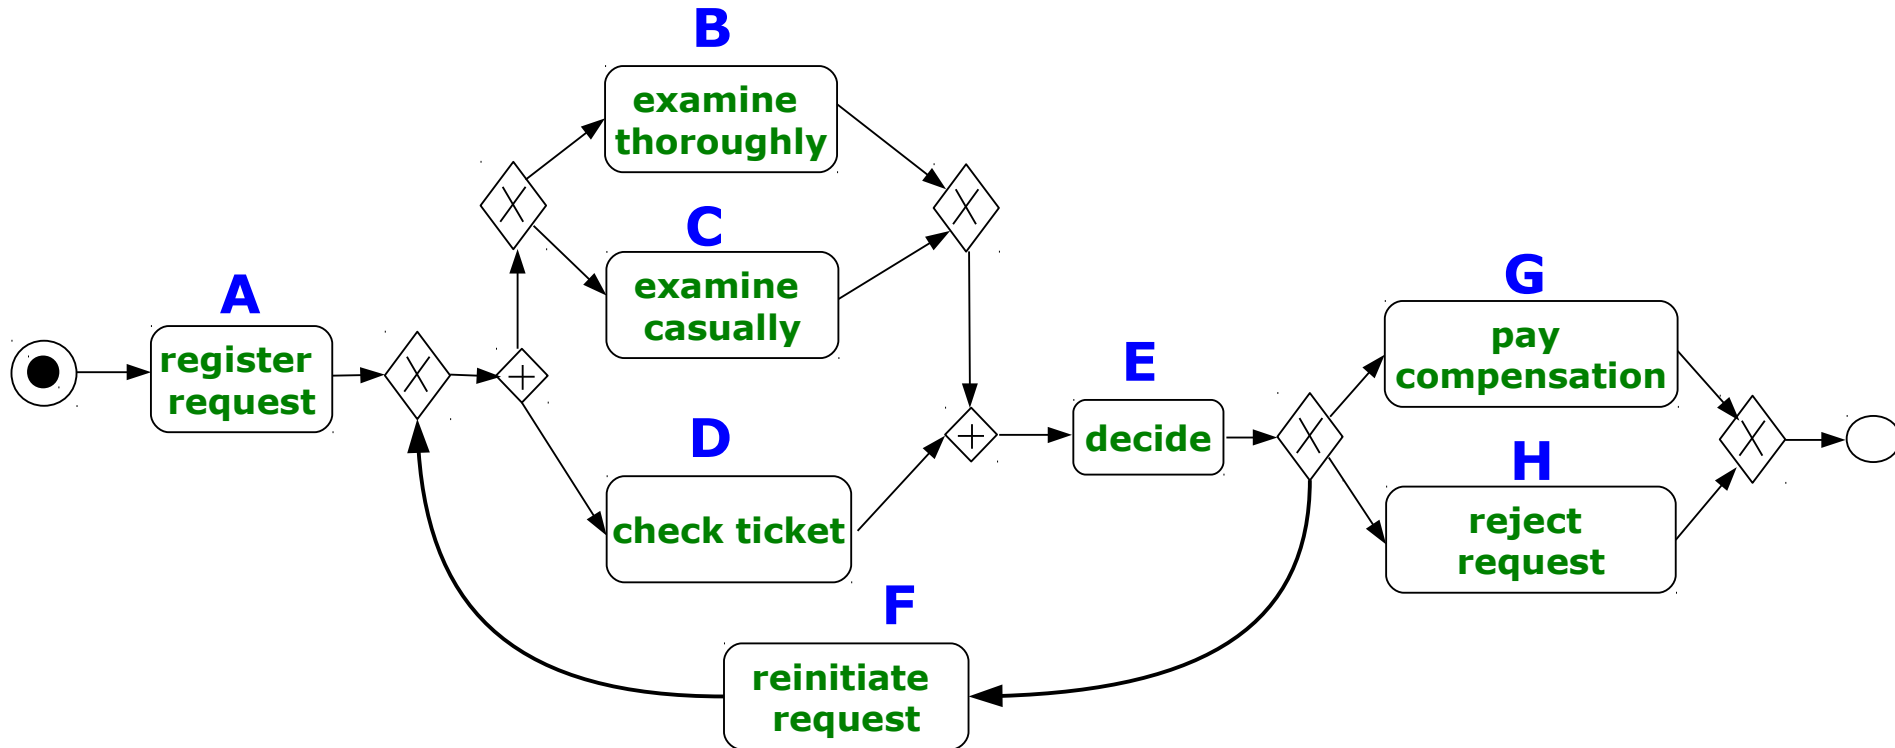 B
examine
thoroughly
C
examine
casually
A
register
request
D
check ticket
E
decide
G
pay
compensation
H
reject
request
F
reinitiate
request